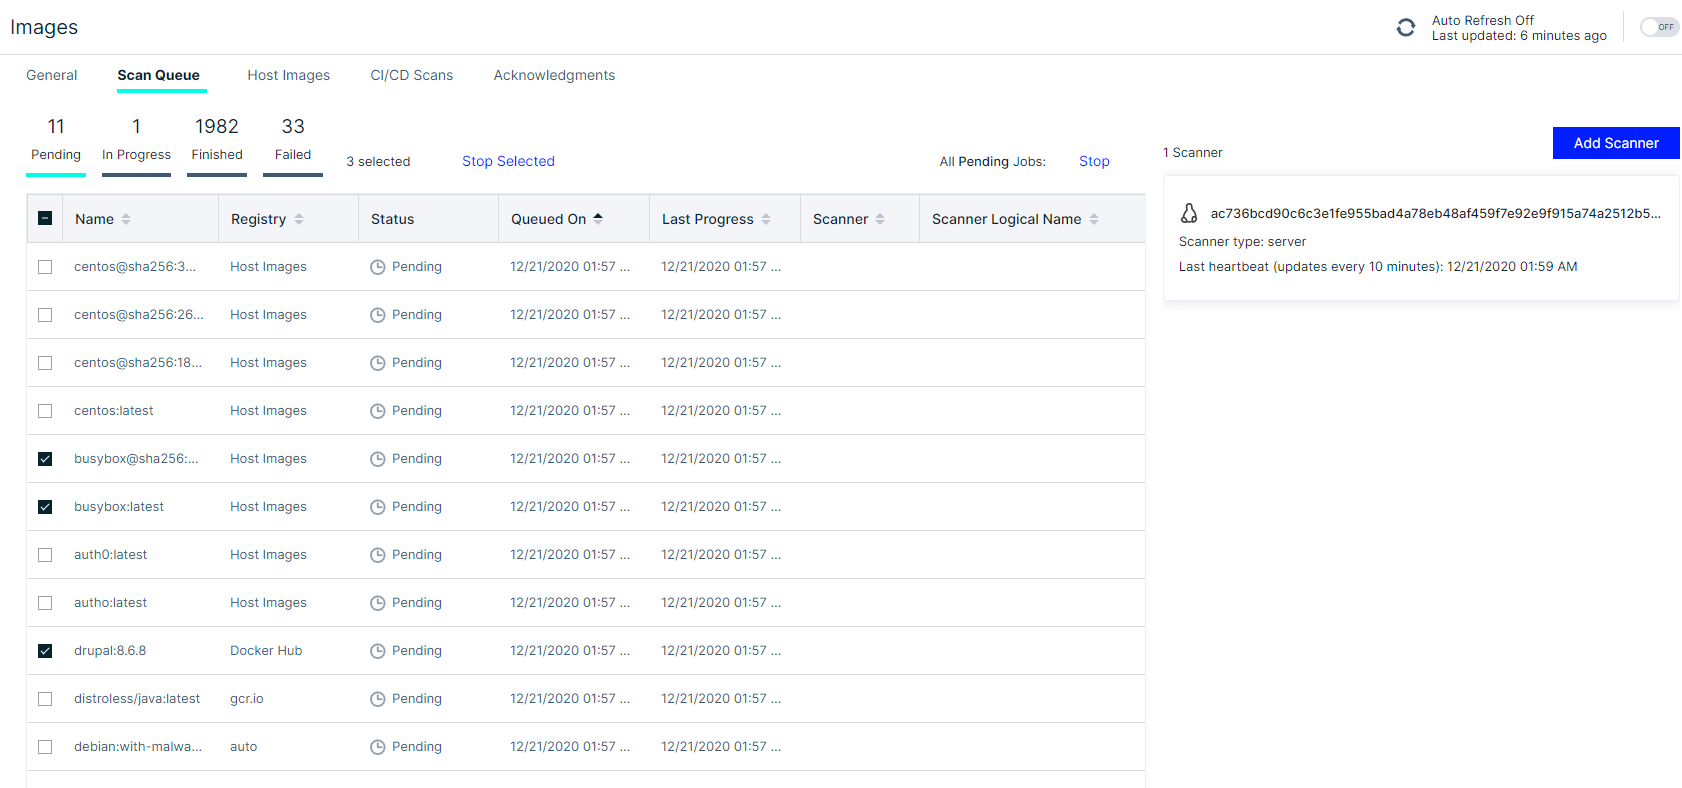 Images
Auto Refresh Off
Last updated: 6 minutes ago
OFF
General Scan Queue Host Images CI/CD Scans Acknowledgments
11 1 1982 33
Pending In Progress Finished Failed
3 selected Stop Selected All Pending Jobs: Stop
1 Scanner Add Scanner
Name Registry Status Queued On Last Progress Scanner Scanner Logical Name
centos@sha256:3... Host Images Pending 12/21/2020 01:57 ... 12/21/2020 01:57 ...
centos@sha256:26... Host Images Pending 12/21/2020 01:57 ... 12/21/2020 01:57 ...
centos@sha256:18... Host Images Pending 12/21/2020 01:57 ... 12/21/2020 01:57 ...
centos:latest Host Images Pending 12/21/2020 01:57 ... 12/21/2020 01:57 ...
busybox@sha256:... Host Images Pending 12/21/2020 01:57 ... 12/21/2020 01:57 ...
busybox:latest Host Images Pending 12/21/2020 01:57 ... 12/21/2020 01:57 ...
auth0:latest Host Images Pending 12/21/2020 01:57 ... 12/21/2020 01:57 ...
autho:latest Host Images Pending 12/21/2020 01:57 ... 12/21/2020 01:57 ...
drupal:8.6.8 Docker Hub Pending 12/21/2020 01:57 ... 12/21/2020 01:57 ...
distroless/java:latest gcr.io Pending 12/21/2020 01:57 ... 12/21/2020 01:57 ...
debian:with-malwa... auto Pending 12/21/2020 01:57 ... 12/21/2020 01:57 ...
ac736bcd90c6c3e1fe955bad4a78eb48af459f7e92e9f915a74a2512b5...
Scanner type: server
Last heartbeat (updates every 10 minutes): 12/21/2020 01:59 AM